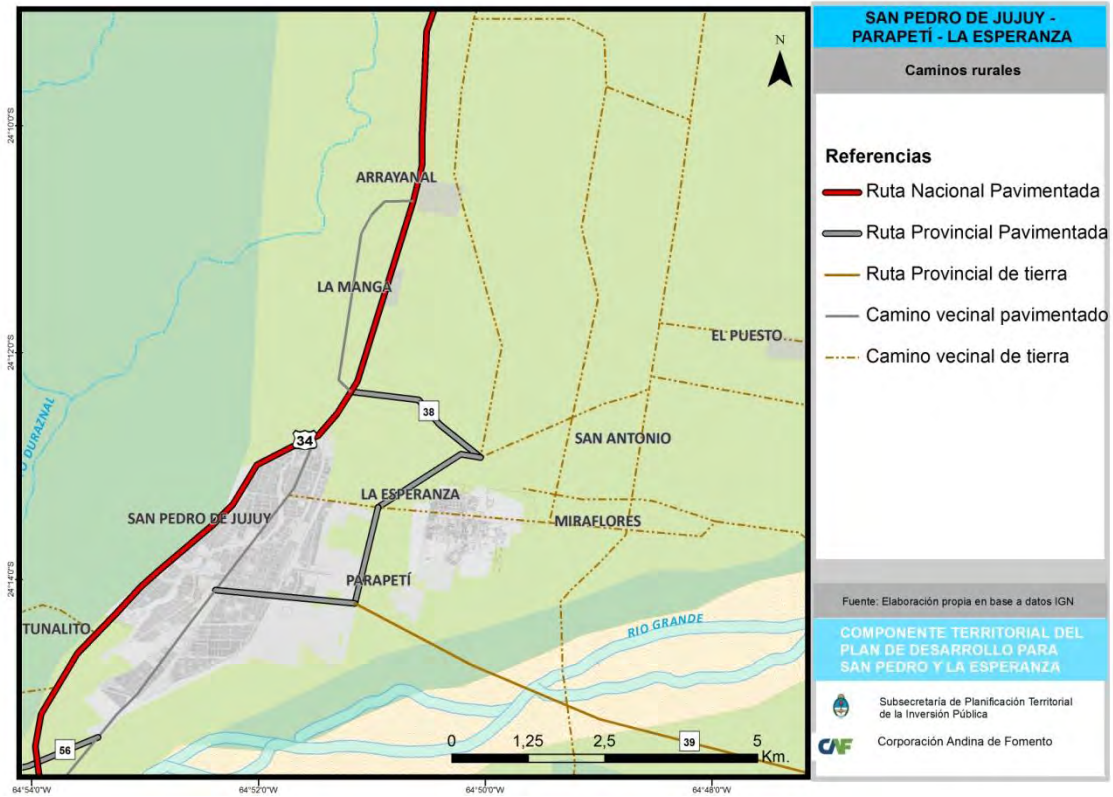 SAN PEDRO DE JUJUY -
PARAPETÍ - LA ESPERANZA
Caminos rurales
Referencias
Ruta Nacional Pavimentada
Ruta Provincial Pavimentada
Ruta Provincial de tierra
Camino vecinal pavimentado
Camino vecinal de tierra
Fuente: Elaboración propia en base a datos IGN
COMPONENTE TERRITORIAL DEL
PLAN DE DESARROLLO PARA
SAN PEDRO Y LA ESPERANZA
Subsecretaría de Planificación Territorial
de la Inversión Pública
CAF
Corporación Andina de Fomento
N
24°10'0"S
ARRAYANAL
LA MANGA
24°12'0"S
EL PUESTO
38
O DURAZNAL
34
SAN ANTONIO
LA ESPERANZA
SAN PEDRO DE JUJUY
MIRAFLORES
24°14'0"S
PARAPETÍ
TUNALITO
RIO GRANDE
56
39
0 1,25 2,5 5
Km.
64°54'0"W 64°52'0"W 64°50'0"W 64°48'0"W